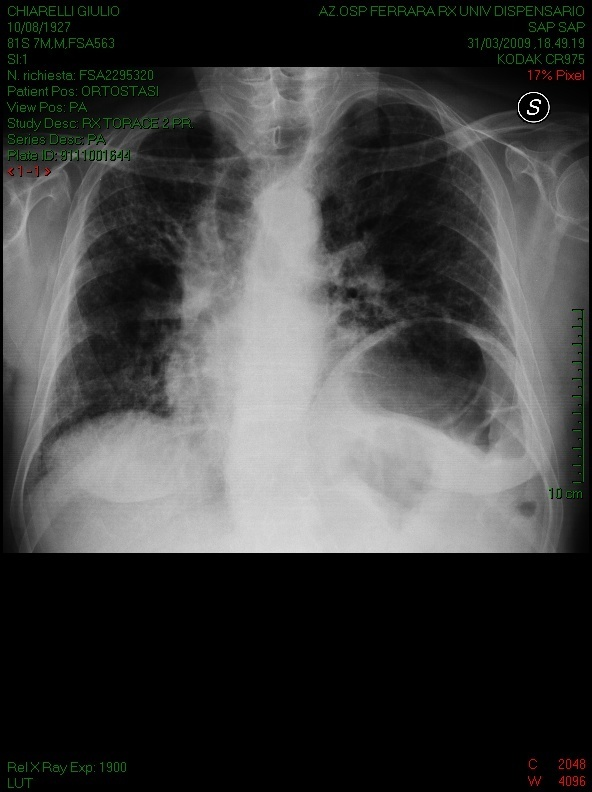 CHIARELLI GIULIO
10/08/1927
81S 7M,M,FSA563
SI:1
N. richiesta: FSA2295320
Patient Pos: ORTOSTASI
View Pos: PA
Study Desc: RX TORACE 2 PR.
Series Desc: PA
Plate ID: 9111001644
<1-1>
AZ.OSP FERRARA RX UNIV DISPENSARIO
SAP SAP
31/03/2009 ,18.49.19
KODAK CR975
17% Pixel
S
10 cm
Rel X Ray Exp: 1900
LUT
C 2048
W 4096